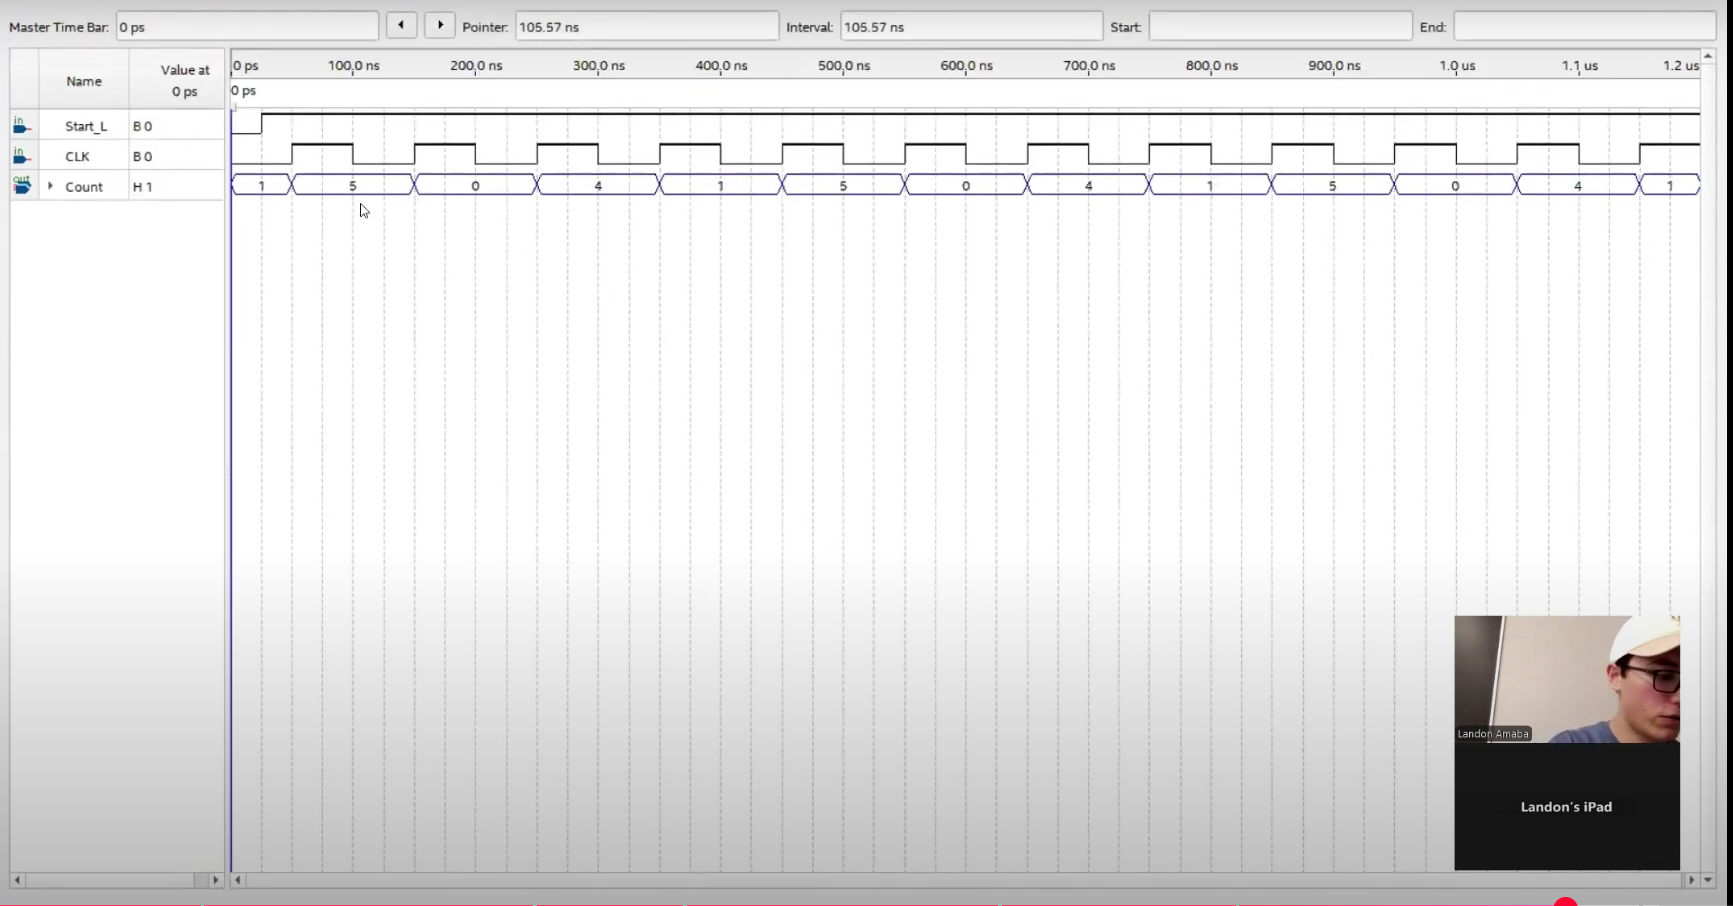 Master Time Bar: 0 ps Pointer: 105.57 ns Interval: 105.57 ns Start: End:
Name Value at 0 ps
0 ps 100.0 ns 200.0 ns 300.0 ns 400.0 ns 500.0 ns 600.0 ns 700.0 ns 800.0 ns 900.0 ns 1.0 us 1.1 us 1.2 us
0 ps
in Start_L B 0
in CLK B 0
out Count H 1 1 5 0 4 1 5 0 4 1 5 0 4 1
Landon Amaba
Landon's iPad